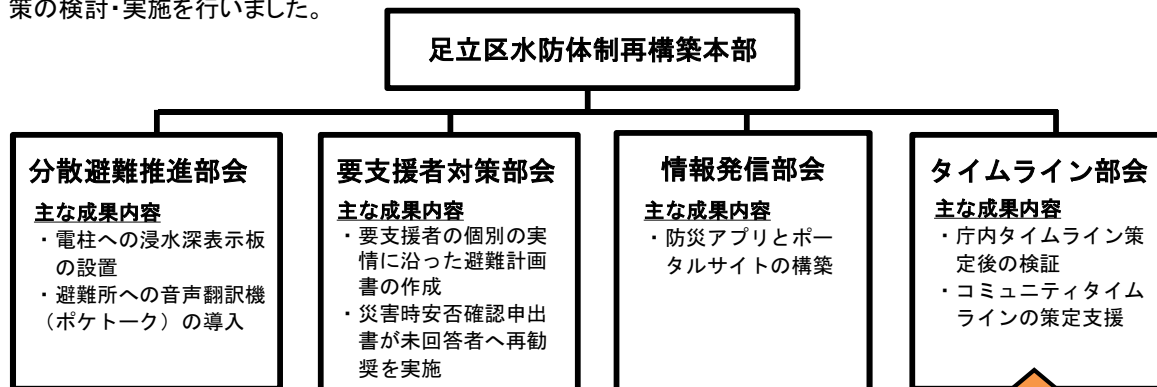 策の検討・実施を行いました。
足立区水防体制再構築本部
分散避難推進部会
主な成果内容
・電柱への浸水深表示板
の設置
・避難所への音声翻訳機
（ポケトーク）の導入
要支援者対策部会
主な成果内容
・要支援者の個別の実
情に沿った避難計画
書の作成
・災害時安否確認申出
書が未回答者へ再勧
奨を実施
情報発信部会
主な成果内容
・防災アプリとポー
タルサイトの構築
タイムライン部会
主な成果内容
・庁内タイムライン策
定後の検証
・コミュニティタイム
ラインの策定支援